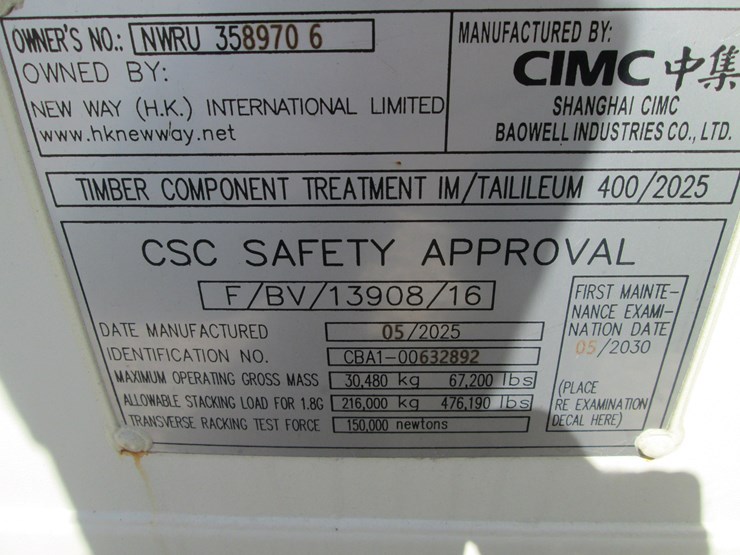 OWNER'S NO.: NWRU 358970 6
OWNED BY:
NEW WAY (H.K.) INTERNATIONAL LIMITED
www.hknewway.net
MANUFACTURED BY:
CIMC 中集
SHANGHAI CIMC
BAOWELL INDUSTRIES CO., LTD.
TIMBER COMPONENT TREATMENT IM/TAILILEUM 400/2025
CSC SAFETY APPROVAL
F/BV/13908/16
DATE MANUFACTURED 05/2025
IDENTIFICATION NO. CBA1-00632892
MAXIMUM OPERATING GROSS MASS 30,480 kg 67,200 lbs
ALLOWABLE STACKING LOAD FOR 1.8G 216,000 kg 476,190 lbs
TRANSVERSE RACKING TEST FORCE 150,000 newtons
FIRST MAINTE-
NANCE EXAMI-
NATION DATE
05/2030
(PLACE
RE EXAMINATION
DECAL HERE)